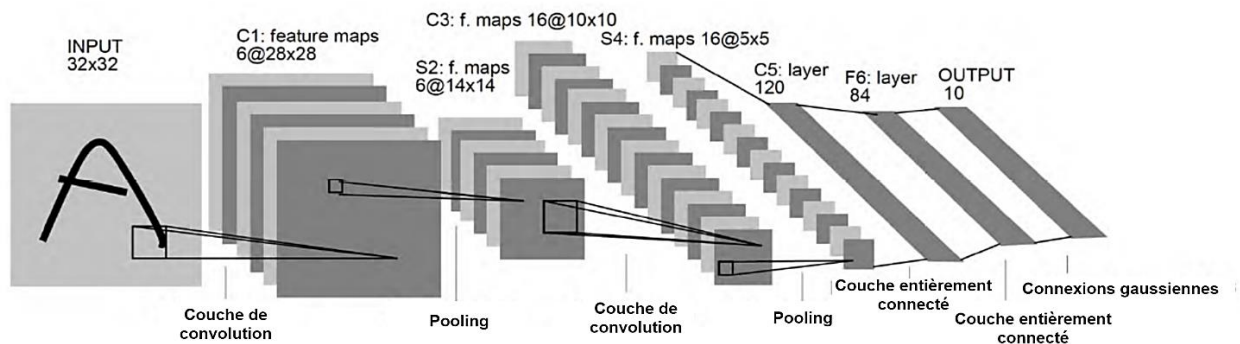 INPUT
32x32
C1: feature maps
6@28x28
S2: f. maps
6@14x14
C3: f. maps 16@10x10
S4: f. maps 16@5x5
C5: layer
120
F6: layer
84
OUTPUT
10
Couche de
convolution
Pooling
Couche de
convolution
Pooling
Couche entièrement
connecté
Couche entièrement
connecté
Connexions gaussiennes